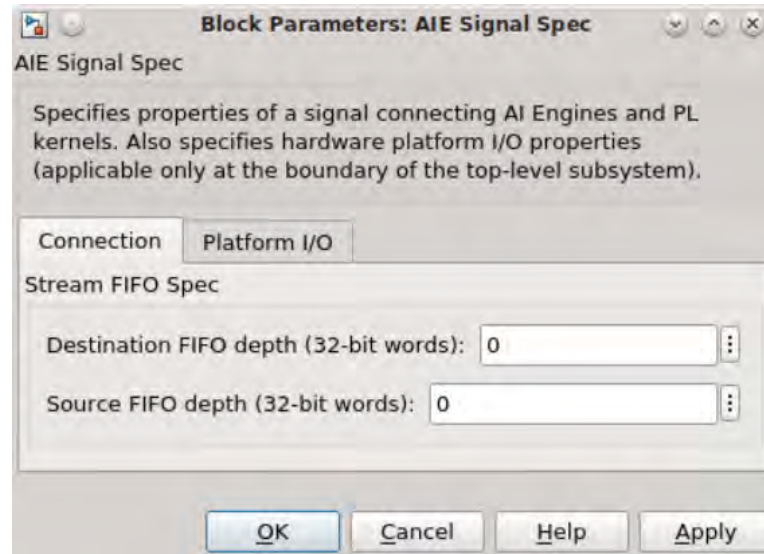 Block Parameters: AIE Signal Spec
AIE Signal Spec
Specifies properties of a signal connecting AI Engines and PL
kernels. Also specifies hardware platform I/O properties
(applicable only at the boundary of the top-level subsystem).
Connection Platform I/O
Stream FIFO Spec
Destination FIFO depth (32-bit words): 0
Source FIFO depth (32-bit words): 0
OK Cancel Help Apply